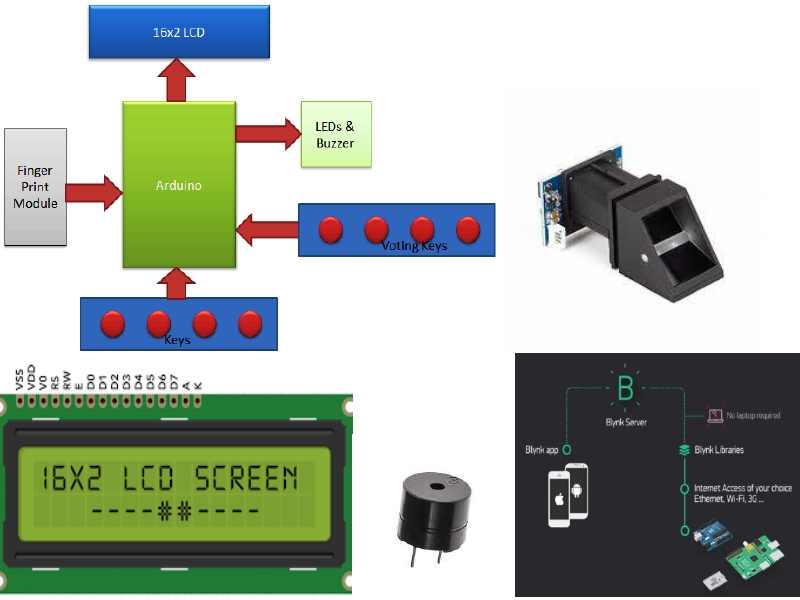 16x2 LCD
LEDs &
Buzzer
Finger
Print
Module
Arduino
Voting Keys
Keys
VSS
VDD
V0
RS
RW
E
D0
D1
D2
D3
D4
D5
D6
D7
A
K
16X2 LCD SCREEN
----##----
B
Blynk Server
No laptop required
Blynk app
Blynk Libraries
Internet Access of your choice
Ethernet, Wi-Fi, 3G ...